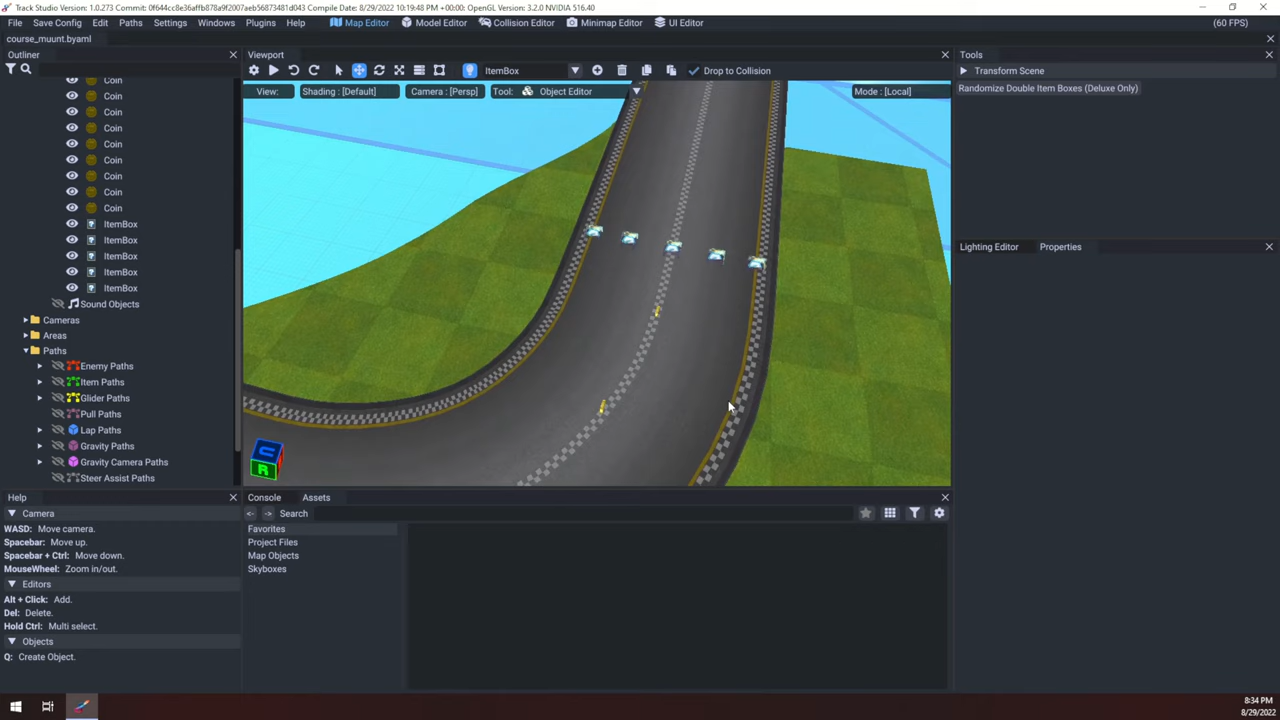 Track Studio Version: 1.0.273 Commit: 0f644cc8e36affb878a9f2007aeb56873481d043 Compile Date: 8/29/2022 10:19:48 PM +00:00: OpenGL Version: 3.2.0 NVIDIA 516.40
File Save Config Edit Paths Settings Windows Plugins Help Map Editor Model Editor Collision Editor Minimap Editor UI Editor (60 FPS)
course_muunt.byaml
Outliner
Coin
Coin
Coin
Coin
Coin
Coin
Coin
Coin
Coin
ItemBox
ItemBox
ItemBox
ItemBox
ItemBox
Sound Objects
Cameras
Areas
Paths
Enemy Paths
Item Paths
Glider Paths
Pull Paths
Lap Paths
Gravity Paths
Gravity Camera Paths
Steer Assist Paths
Viewport
ItemBox
Drop to Collision
View: Shading : [Default] Camera : [Persp] Tool: Object Editor Mode : [Local]
R
Tools
Transform Scene
Randomize Double Item Boxes (Deluxe Only)
Lighting Editor Properties
Help
Camera
WASD: Move camera.
Spacebar: Move up.
Spacebar + Ctrl: Move down.
MouseWheel: Zoom in/out.
Editors
Alt + Click: Add.
Del: Delete.
Hold Ctrl: Multi select.
Objects
Q: Create Object.
Console Assets
<- -> Search
Favorites
Project Files
Map Objects
Skyboxes
8:34 PM
8/29/2022